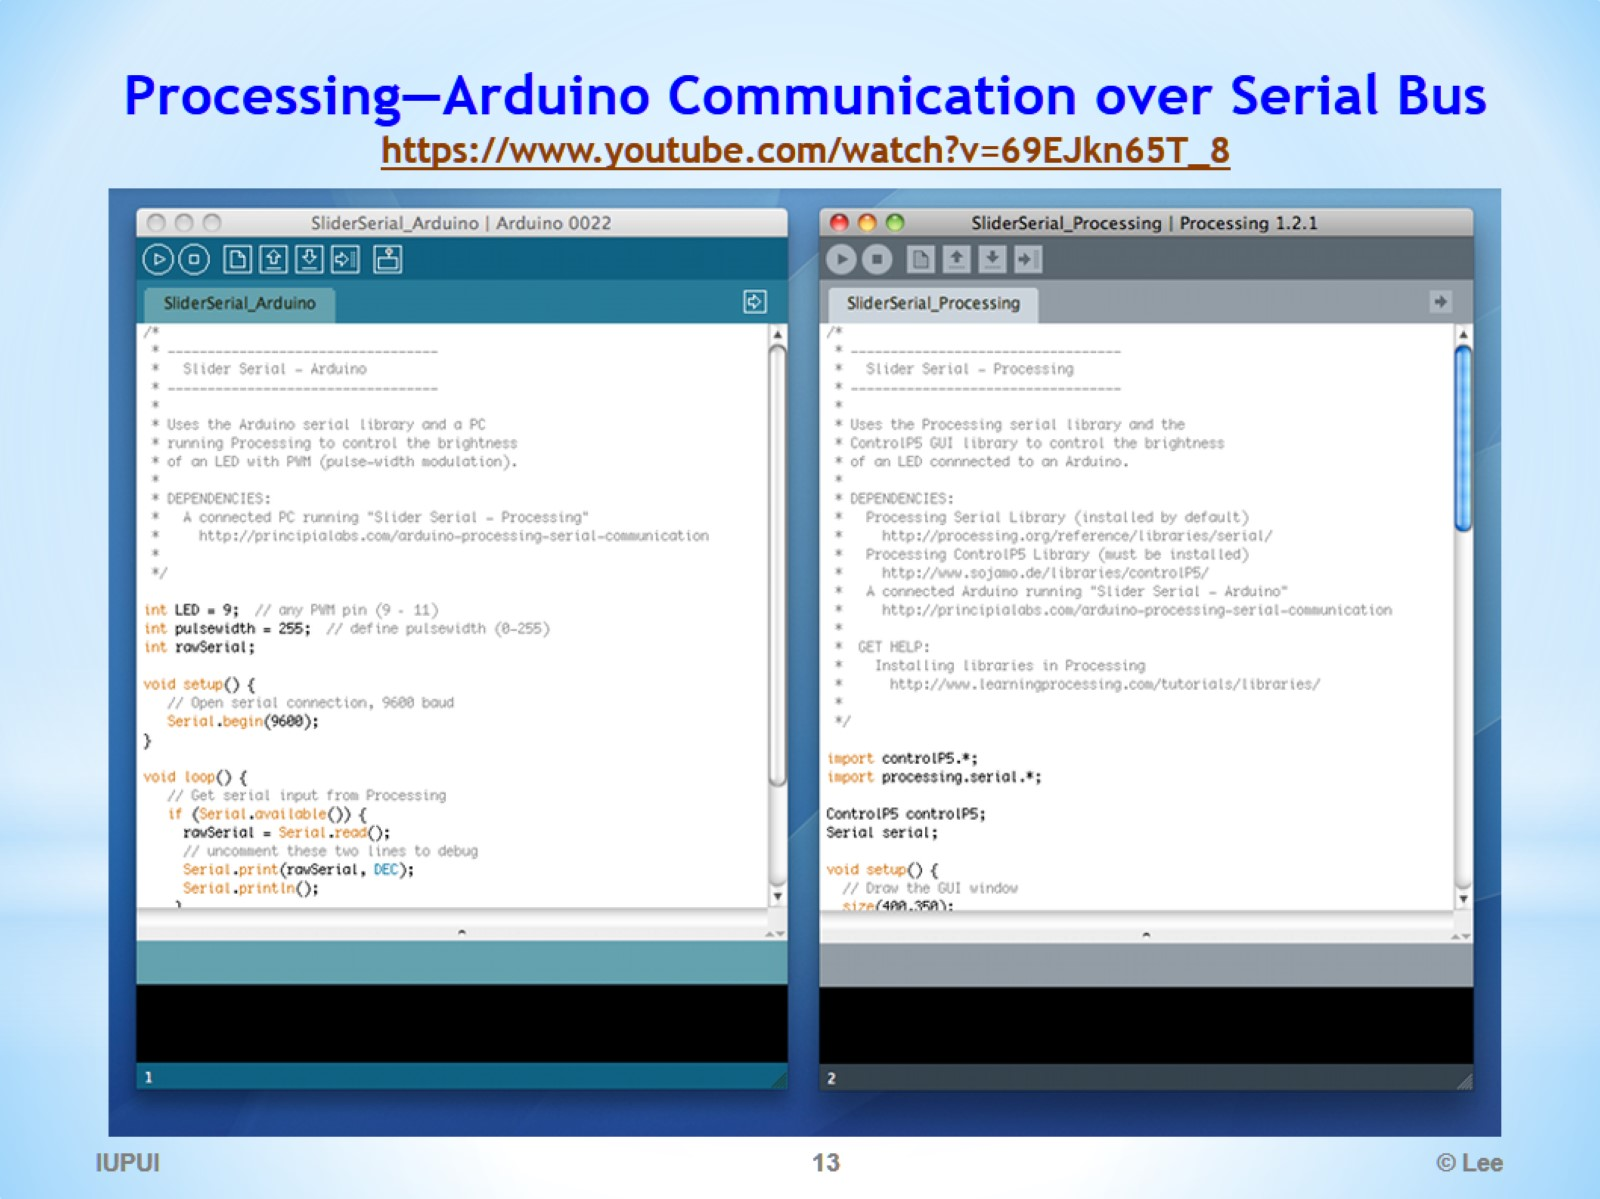 Processing—Arduino Communication over Serial Bus
https://www.youtube.com/watch?v=69EJkn65T_8
SliderSerial_Arduino | Arduino 0022
SliderSerial_Arduino
/*
* ----------------------------------
*   Slider Serial - Arduino
* ----------------------------------
*
* Uses the Arduino serial library and a PC
* running Processing to control the brightness
* of an LED with PWM (pulse-width modulation).
*
* DEPENDENCIES:
*   A connected PC running "Slider Serial - Processing"
*     http://principialabs.com/arduino-processing-serial-communication
*
*/
int LED = 9;  // any PWM pin (9 - 11)
int pulsewidth = 255;  // define pulsewidth (0-255)
int rawSerial;
void setup() {
// Open serial connection, 9600 baud
Serial.begin(9600);
}
void loop() {
// Get serial input from Processing
if (Serial.available()) {
rawSerial = Serial.read();
// uncomment these two lines to debug
Serial.print(rawSerial, DEC);
Serial.println();
}
1
SliderSerial_Processing | Processing 1.2.1
SliderSerial_Processing
/*
* ----------------------------------
*   Slider Serial - Processing
* ----------------------------------
*
* Uses the Processing serial library and the
* ControlP5 GUI library to control the brightness
* of an LED connnected to an Arduino.
*
* DEPENDENCIES:
*   Processing Serial Library (installed by default)
*     http://processing.org/reference/libraries/serial/
*   Processing ControlP5 Library (must be installed)
*     http://www.sojamo.de/libraries/controlP5/
*   A connected Arduino running "Slider Serial - Arduino"
*     http://principialabs.com/arduino-processing-serial-communication
*
*  GET HELP:
*    Installing libraries in Processing
*      http://www.learningprocessing.com/tutorials/libraries/
*
*/
import controlP5.*;
import processing.serial.*;
ControlP5 controlP5;
Serial serial;
void setup() {
// Draw the GUI window
size(400,350);
2
IUPUI
13
© Lee